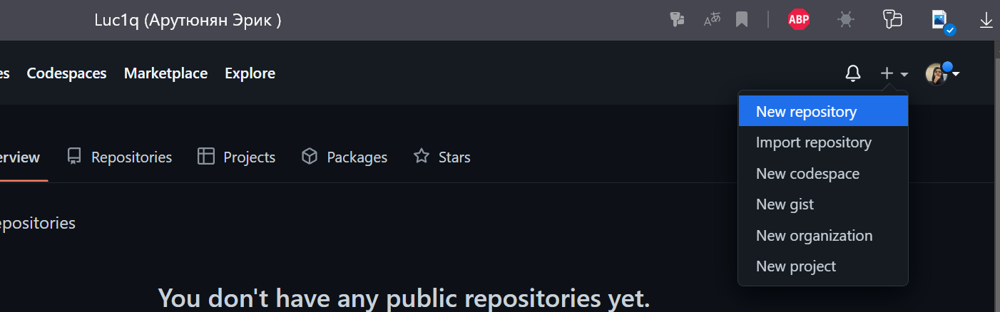 Luc1q (Арутюнян Эрик )
ABP
es Codespaces Marketplace Explore
New repository
Import repository
New codespace
New gist
New organization
New project
erview Repositories Projects Packages Stars
epositories
You don't have any public repositories yet.